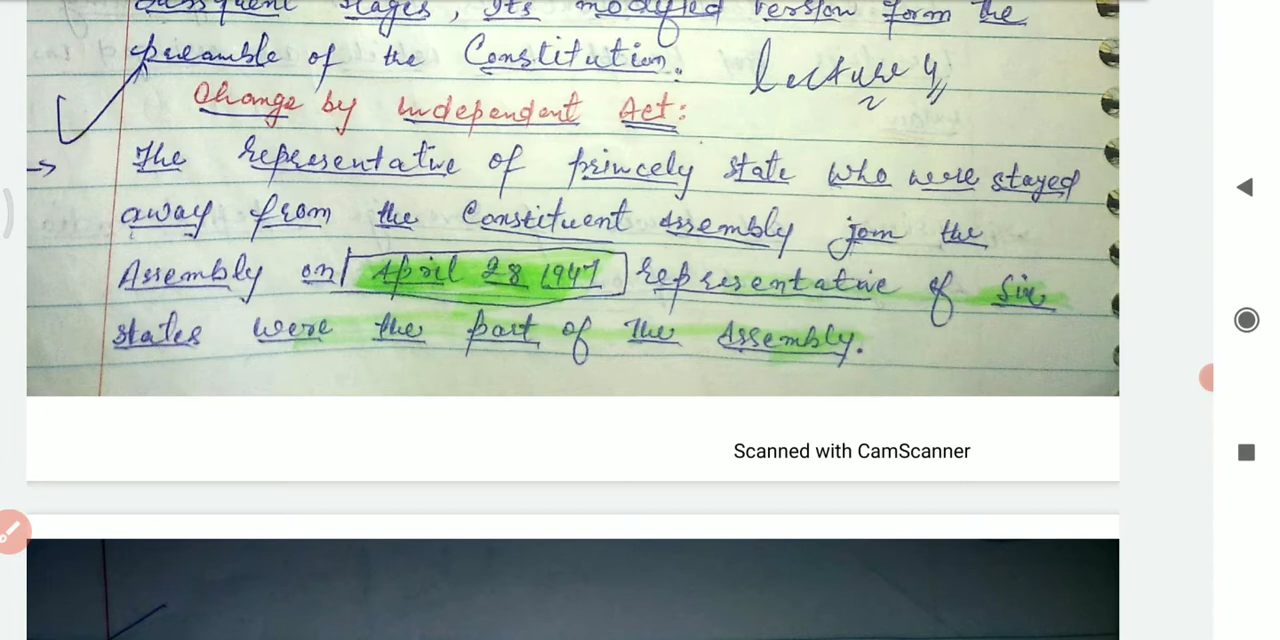 subsequent stages, Its modified version form the
preamble of the Constitution. lecture 4
Change by independent Act:
→ The representative of princely state who were stayed
away from the Constituent Assembly join the
Assembly on April 28 1947 representative of Six
states were the part of the Assembly.
Scanned with CamScanner